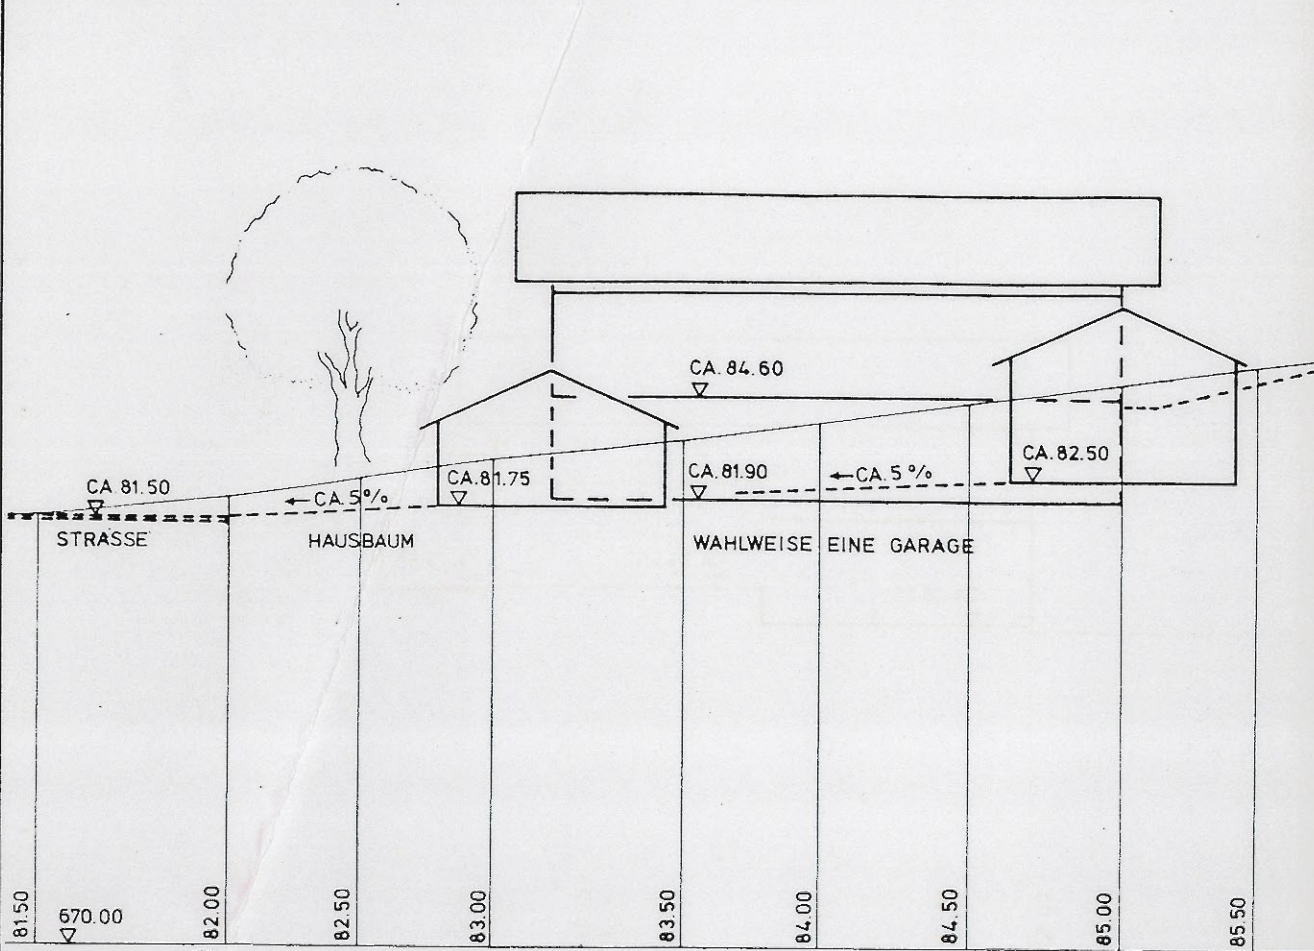 CA. 84.60
CA. 82.50
CA. 81.75
CA. 81.90
←CA. 5 %
CA. 81.50
←CA. 5 %
STRASSE
HAUSBAUM
WAHLWEISE EINE GARAGE
670.00
81.50
82.00
82.50
83.00
83.50
84.00
84.50
85.00
85.50